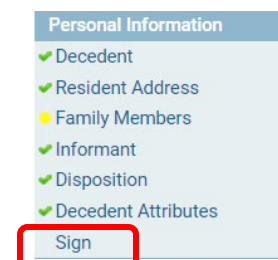 Personal Information
Decedent
Resident Address
Family Members
Informant
Disposition
Decedent Attributes
Sign